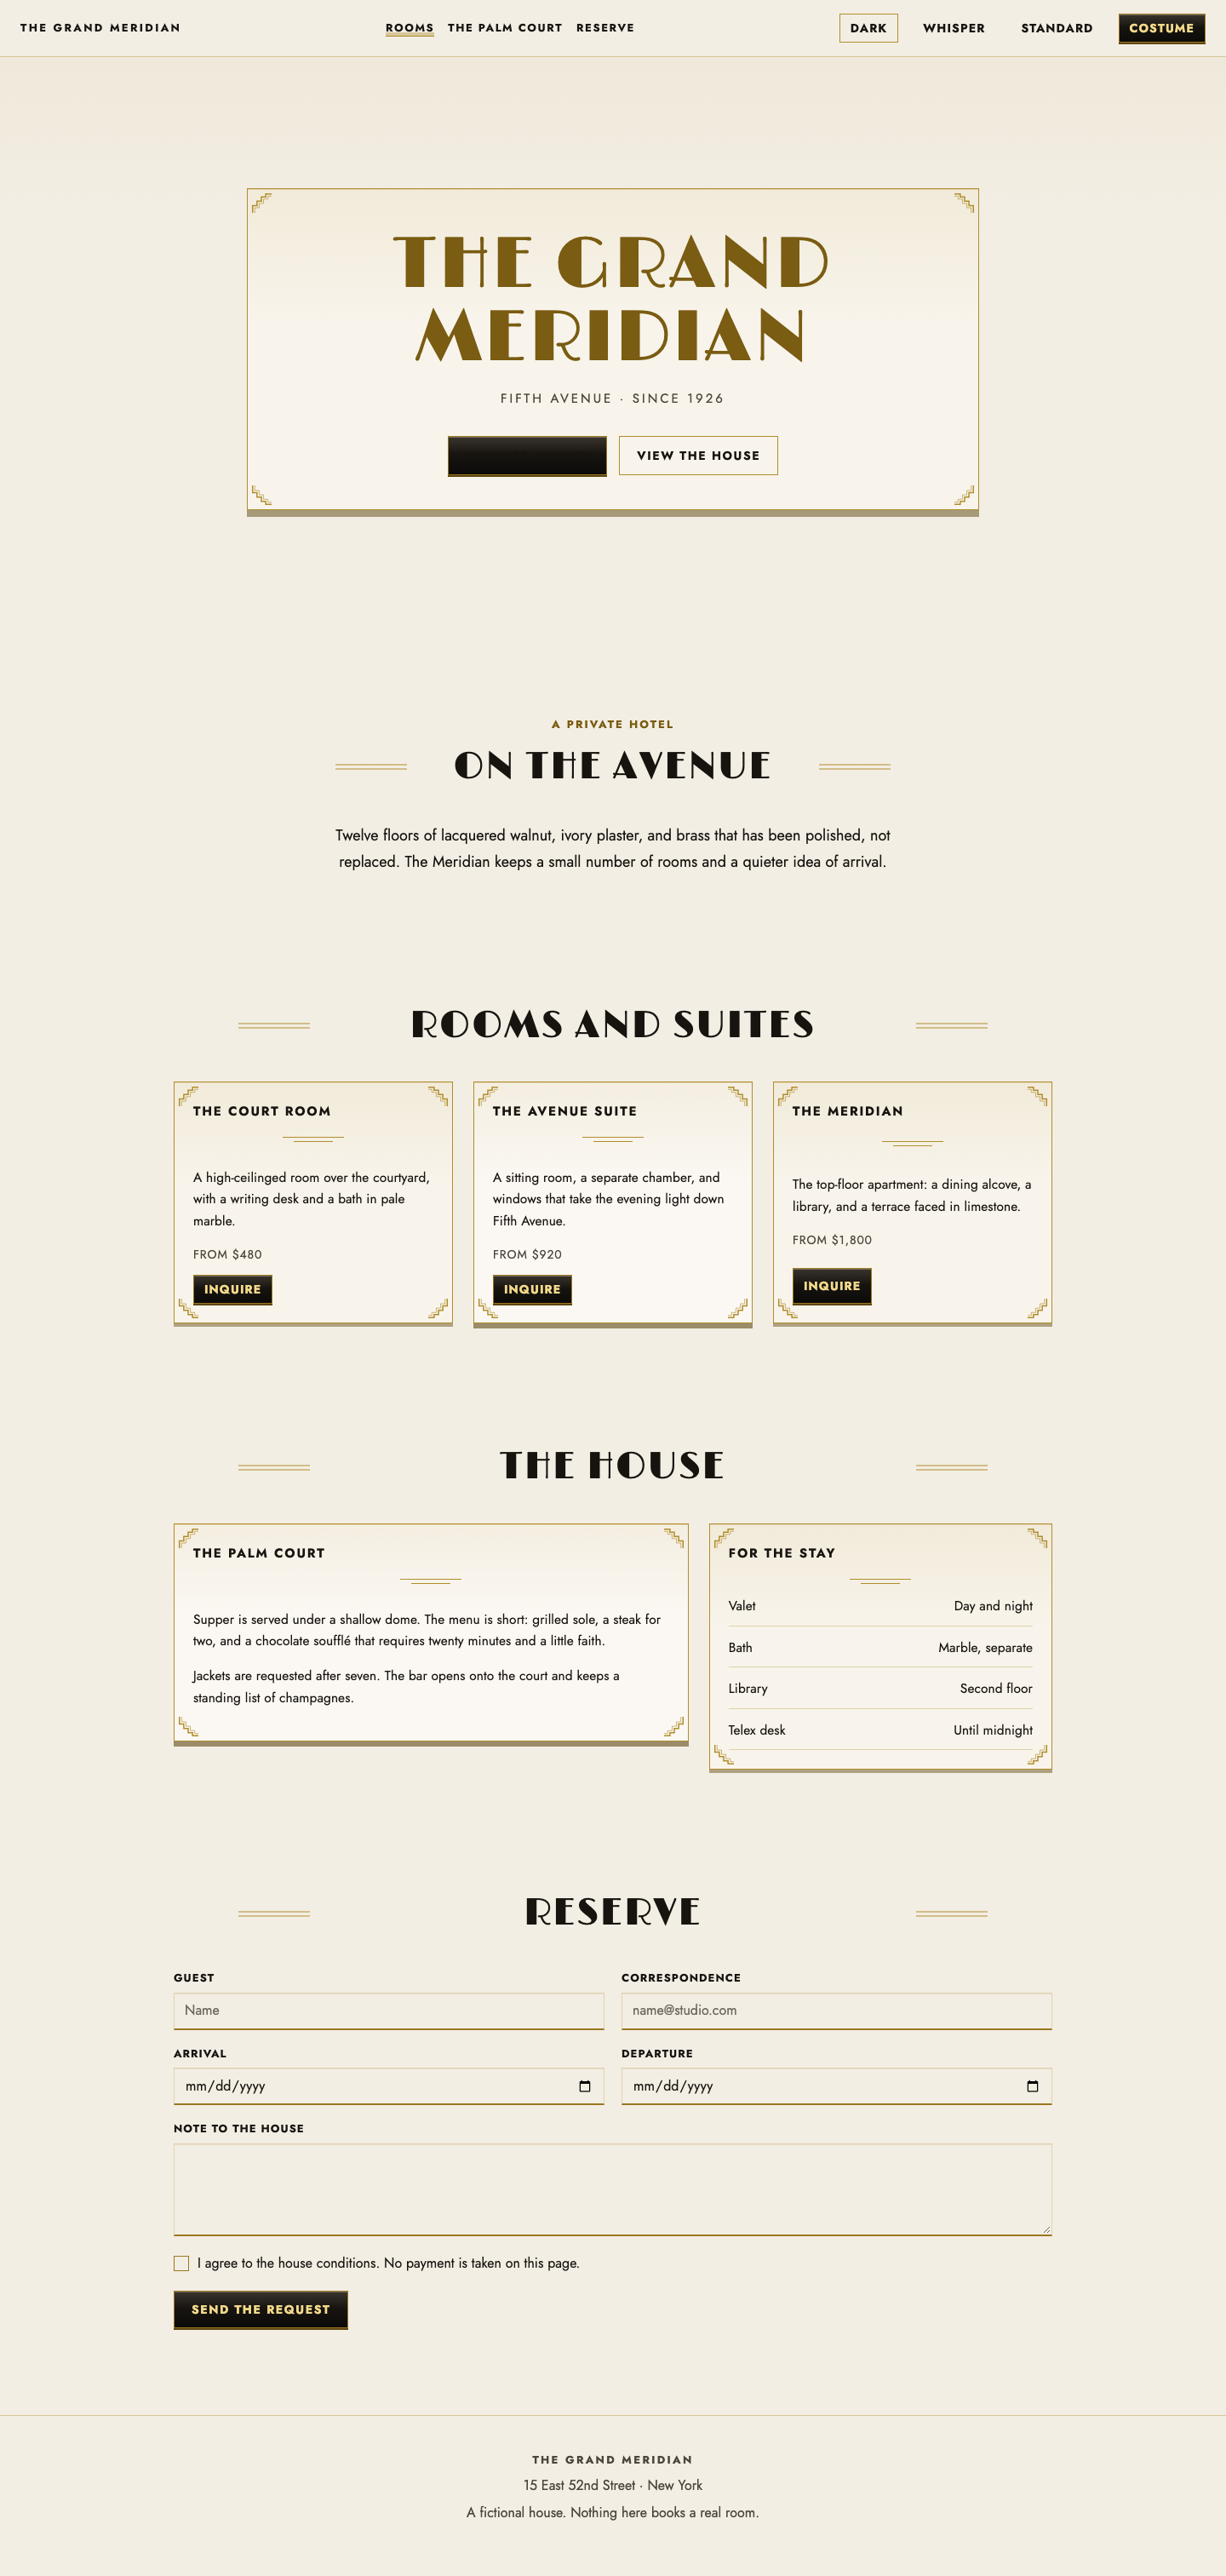 THE GRAND MERIDIAN
ROOMS THE PALM COURT RESERVE
DARK WHISPER STANDARD COSTUME
THE GRAND
MERIDIAN
FIFTH AVENUE · SINCE 1926
VIEW THE HOUSE
A PRIVATE HOTEL
ON THE AVENUE
Twelve floors of lacquered walnut, ivory plaster, and brass that has been polished, not
replaced. The Meridian keeps a small number of rooms and a quieter idea of arrival.
ROOMS AND SUITES
THE COURT ROOM
A high-ceilinged room over the courtyard,
with a writing desk and a bath in pale
marble.
FROM $480
INQUIRE
THE AVENUE SUITE
A sitting room, a separate chamber, and
windows that take the evening light down
Fifth Avenue.
FROM $920
INQUIRE
THE MERIDIAN
The top-floor apartment: a dining alcove, a
library, and a terrace faced in limestone.
FROM $1,800
INQUIRE
THE HOUSE
THE PALM COURT
Supper is served under a shallow dome. The menu is short: grilled sole, a steak for
two, and a chocolate soufflé that requires twenty minutes and a little faith.
Jackets are requested after seven. The bar opens onto the court and keeps a
standing list of champagnes.
FOR THE STAY
Valet Day and night
Bath Marble, separate
Library Second floor
Telex desk Until midnight
RESERVE
GUEST
Name
CORRESPONDENCE
name@studio.com
ARRIVAL
mm/dd/yyyy
DEPARTURE
mm/dd/yyyy
NOTE TO THE HOUSE
I agree to the house conditions. No payment is taken on this page.
SEND THE REQUEST
THE GRAND MERIDIAN
15 East 52nd Street · New York
A fictional house. Nothing here books a real room.